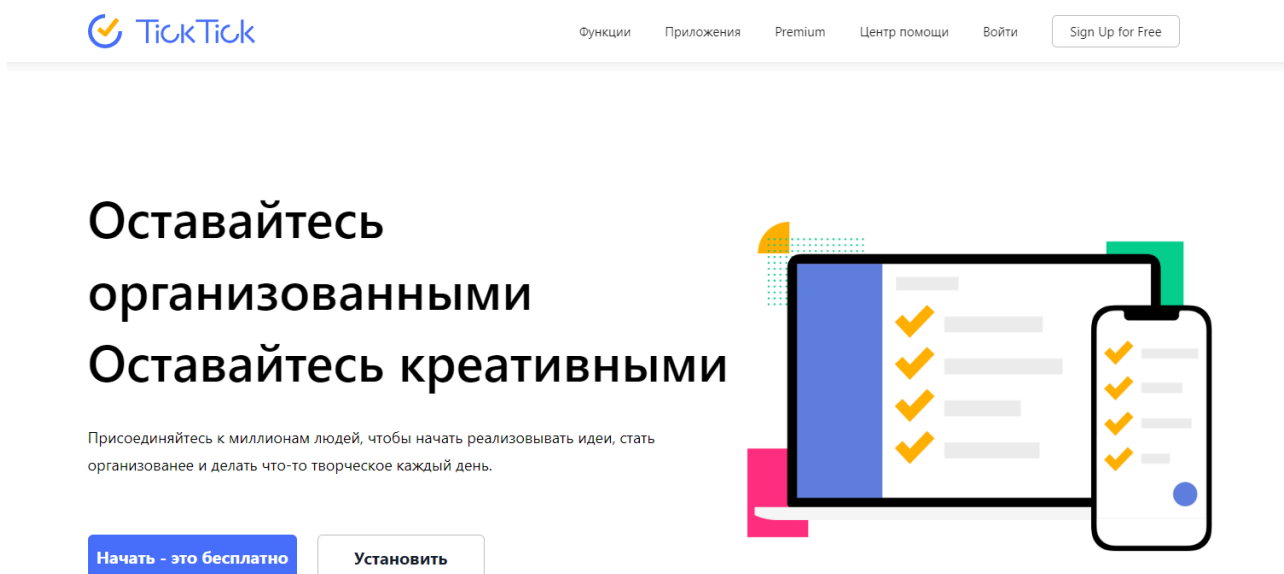 TickTick
Функции Приложения Premium Центр помощи Войти Sign Up for Free
Оставайтесь
организованными
Оставайтесь креативными
Присоединяйтесь к миллионам людей, чтобы начать реализовывать идеи, стать
организованее и делать что-то творческое каждый день.
Начать - это бесплатно Установить